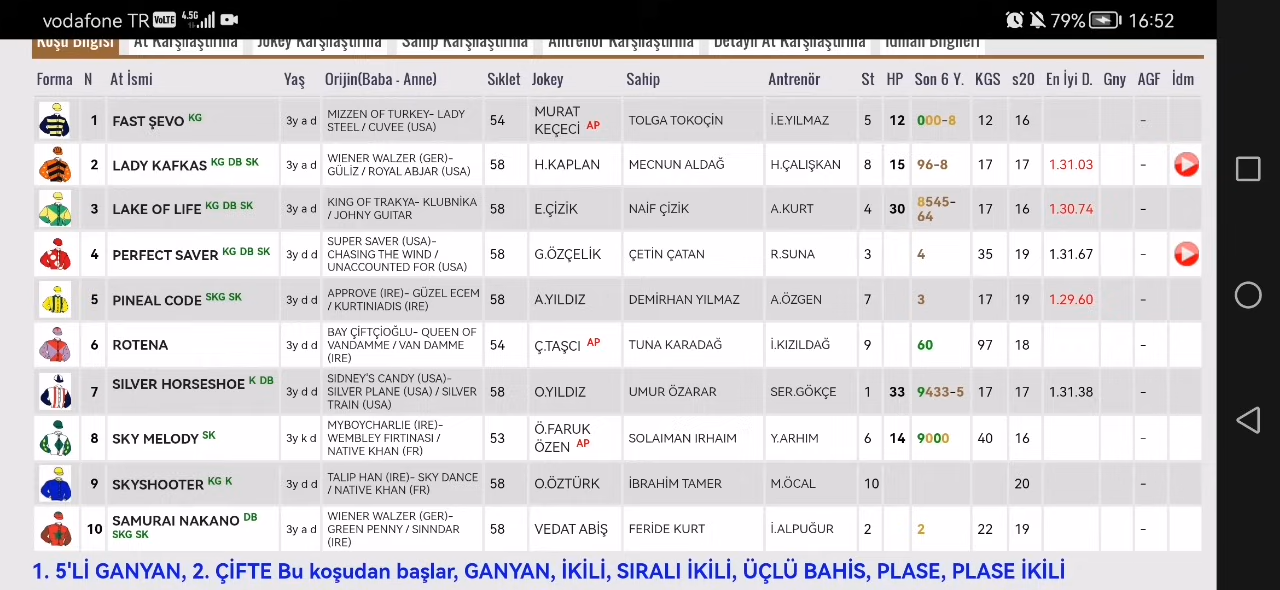 vodafone TR VoLTE 4.5G 79% 16:52
Koşu Bilgisi At Karşılaştırma Jokey Karşılaştırma Sahip Karşılaştırma Antrenör Karşılaştırma Detaylı At Karşılaştırma İdman Bilgileri
Forma N At İsmi Yaş Orijin(Baba - Anne) Sıklet Jokey Sahip Antrenör St HP Son 6 Y. KGS s20 En İyi D. Gny AGF İdm
1 FAST ŞEVO KG 3y a d MIZZEN OF TURKEY- LADY STEEL / CUVEE (USA) 54 MURAT KEÇECİ AP TOLGA TOKOÇİN İ.E.YILMAZ 5 12 000-8 12 16 -
2 LADY KAFKAS KG DB SK 3y a d WIENER WALZER (GER)- GÜLİZ / ROYAL ABJAR (USA) 58 H.KAPLAN MECNUN ALDAĞ H.ÇALIŞKAN 8 15 96-8 17 17 1.31.03 -
3 LAKE OF LIFE KG DB SK 3y a d KING OF TRAKYA- KLUBNİKA / JOHNY GUITAR 58 E.ÇİZİK NAİF ÇİZİK A.KURT 4 30 8545-64 17 16 1.30.74 -
4 PERFECT SAVER KG DB SK 3y d d SUPER SAVER (USA)- CHASING THE WIND / UNACCOUNTED FOR (USA) 58 G.ÖZÇELİK ÇETİN ÇATAN R.SUNA 3 4 35 19 1.31.67 -
5 PINEAL CODE SKG SK 3y d d APPROVE (IRE)- GÜZEL ECEM / KURTINIADIS (IRE) 58 A.YILDIZ DEMİRHAN YILMAZ A.ÖZGEN 7 3 17 19 1.29.60 -
6 ROTENA 3y d d BAY ÇİFTÇİOĞLU- QUEEN OF VANDAMME / VAN DAMME (IRE) 54 Ç.TAŞCI AP TUNA KARADAĞ İ.KIZILDAĞ 9 60 97 18 -
7 SILVER HORSESHOE K DB 3y d d SIDNEY'S CANDY (USA)- SILVER PLANE (USA) / SILVER TRAIN (USA) 58 O.YILDIZ UMUR ÖZARAR SER.GÖKÇE 1 33 9433-5 17 17 1.31.38 -
8 SKY MELODY SK 3y k d MYBOYCHARLIE (IRE)- WEMBLEY FIRTINASI / NATIVE KHAN (FR) 53 Ö.FARUK ÖZEN AP SOLAIMAN IRHAIM Y.ARHIM 6 14 9000 40 16 -
9 SKYSHOOTER KG K 3y d d TALIP HAN (IRE)- SKY DANCE / NATIVE KHAN (FR) 58 O.ÖZTÜRK İBRAHİM TAMER M.ÖCAL 10 20 -
10 SAMURAI NAKANO DB SKG SK 3y a d WIENER WALZER (GER)- GREEN PENNY / SINNDAR (IRE) 58 VEDAT ABİŞ FERIDE KURT İ.ALPUĞUR 2 2 22 19 -
1. 5'Lİ GANYAN, 2. ÇİFTE Bu koşudan başlar, GANYAN, İKİLİ, SIRALI İKİLİ, ÜÇLÜ BAHİS, PLASE, PLASE İKİLİ